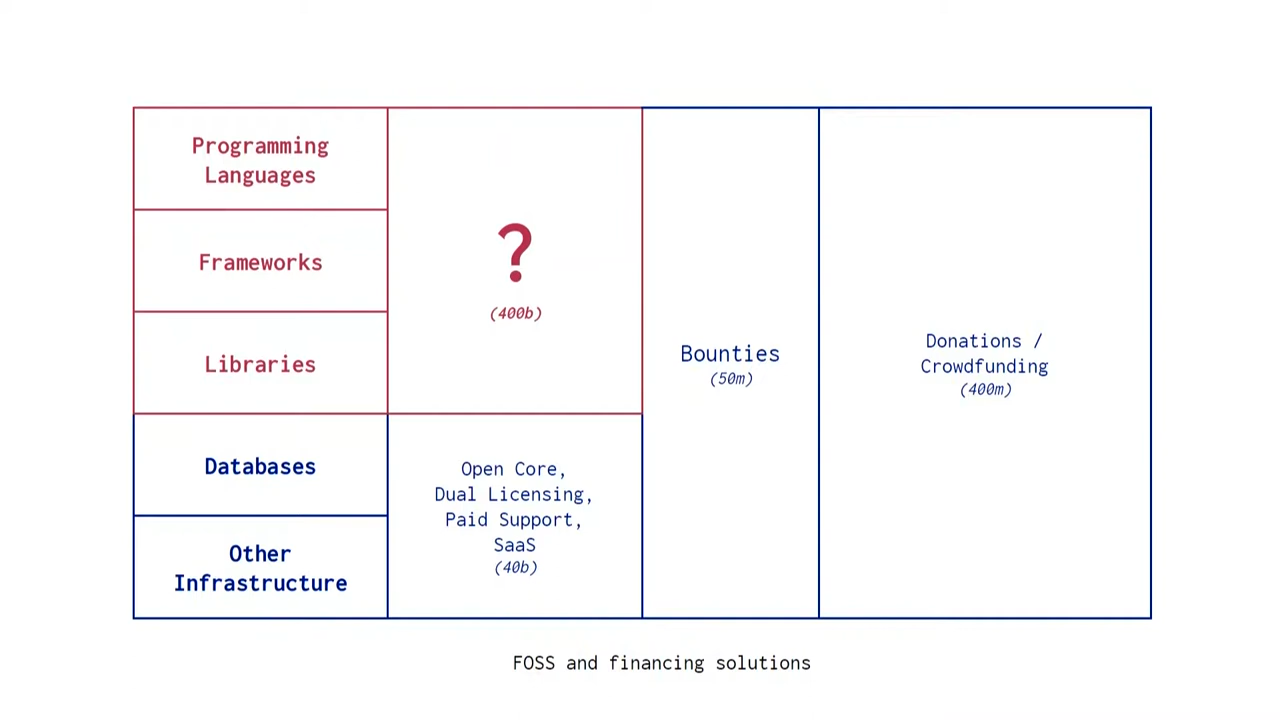 Programming
Languages
Frameworks
Libraries
Databases
Other
Infrastructure
?
(400b)
Open Core,
Dual Licensing,
Paid Support,
SaaS
(40b)
Bounties
(50m)
Donations /
Crowdfunding
(400m)
FOSS and financing solutions